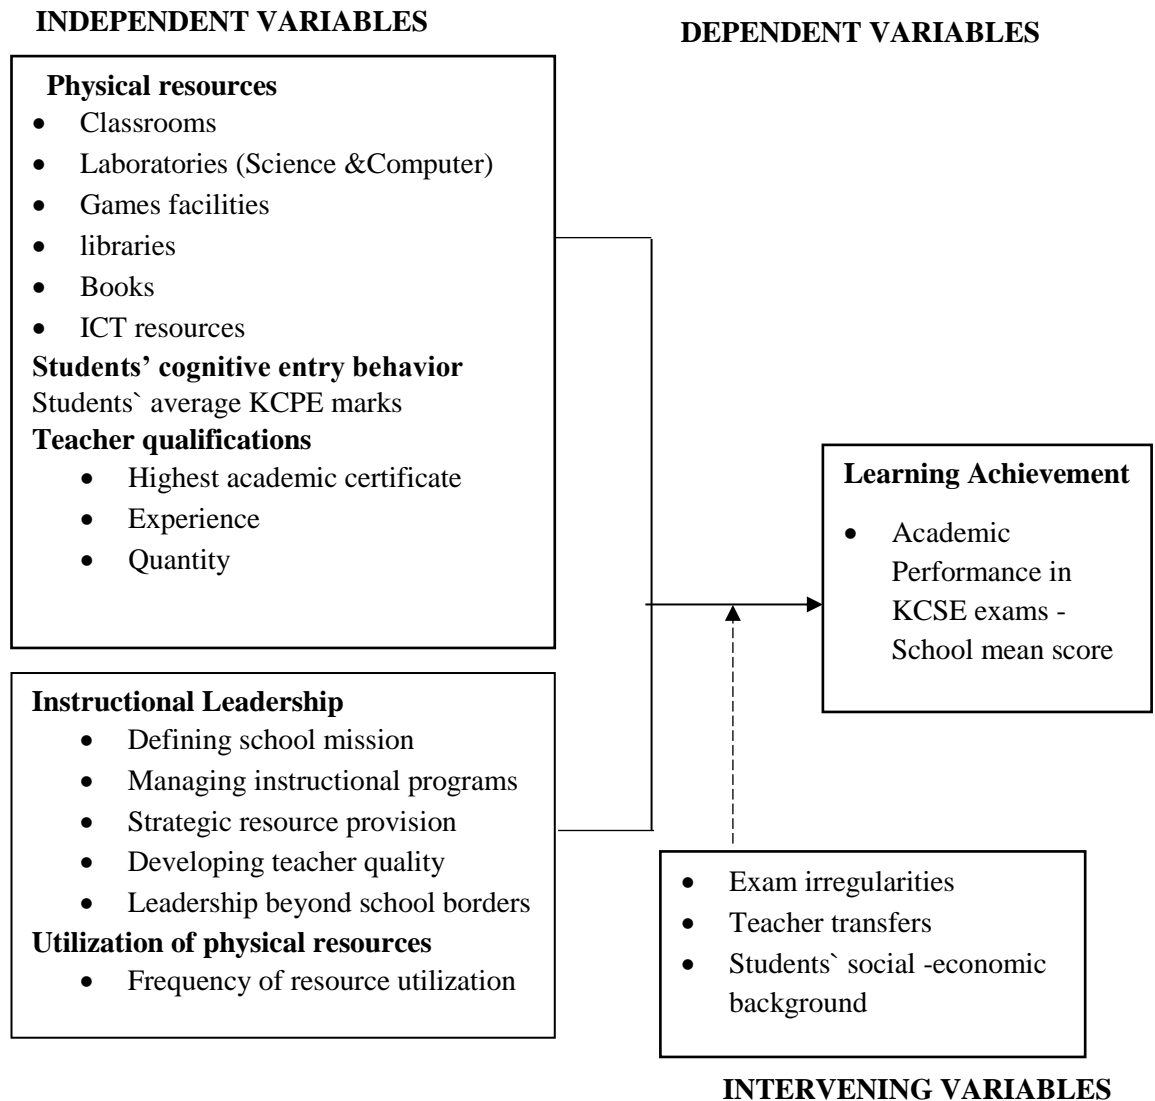 INDEPENDENT VARIABLES
DEPENDENT VARIABLES
Physical resources
• Classrooms
• Laboratories (Science &Computer)
• Games facilities
• libraries
• Books
• ICT resources
Students’ cognitive entry behavior
Students` average KCPE marks
Teacher qualifications
• Highest academic certificate
• Experience
• Quantity
Learning Achievement
• Academic
Performance in
KCSE exams -
School mean score
Instructional Leadership
• Defining school mission
• Managing instructional programs
• Strategic resource provision
• Developing teacher quality
• Leadership beyond school borders
Utilization of physical resources
• Frequency of resource utilization
• Exam irregularities
• Teacher transfers
• Students` social -economic
background
INTERVENING VARIABLES